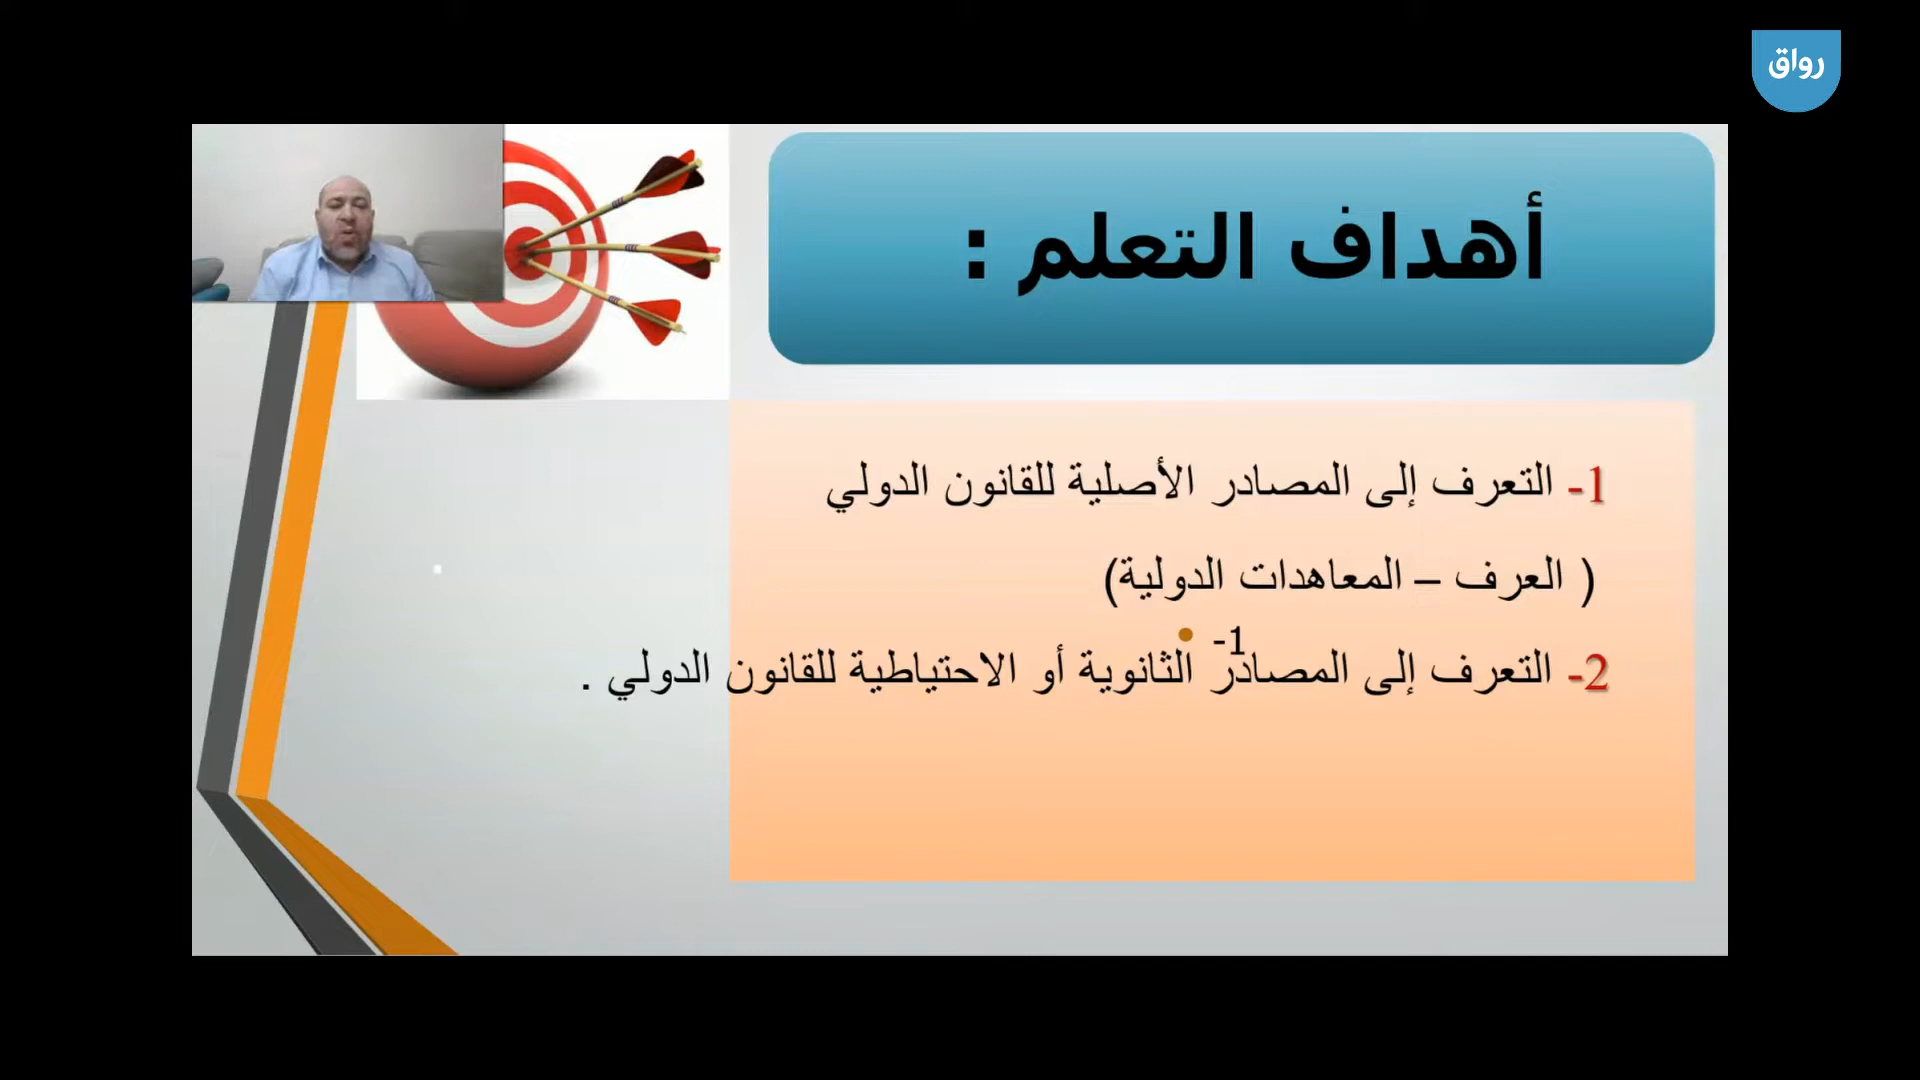 رواق
أهداف التعلم :
1- التعرف إلى المصادر الأصلية للقانون الدولي
( العرف – المعاهدات الدولية)
1-
2- التعرف إلى المصادر الثانوية أو الاحتياطية للقانون الدولي .